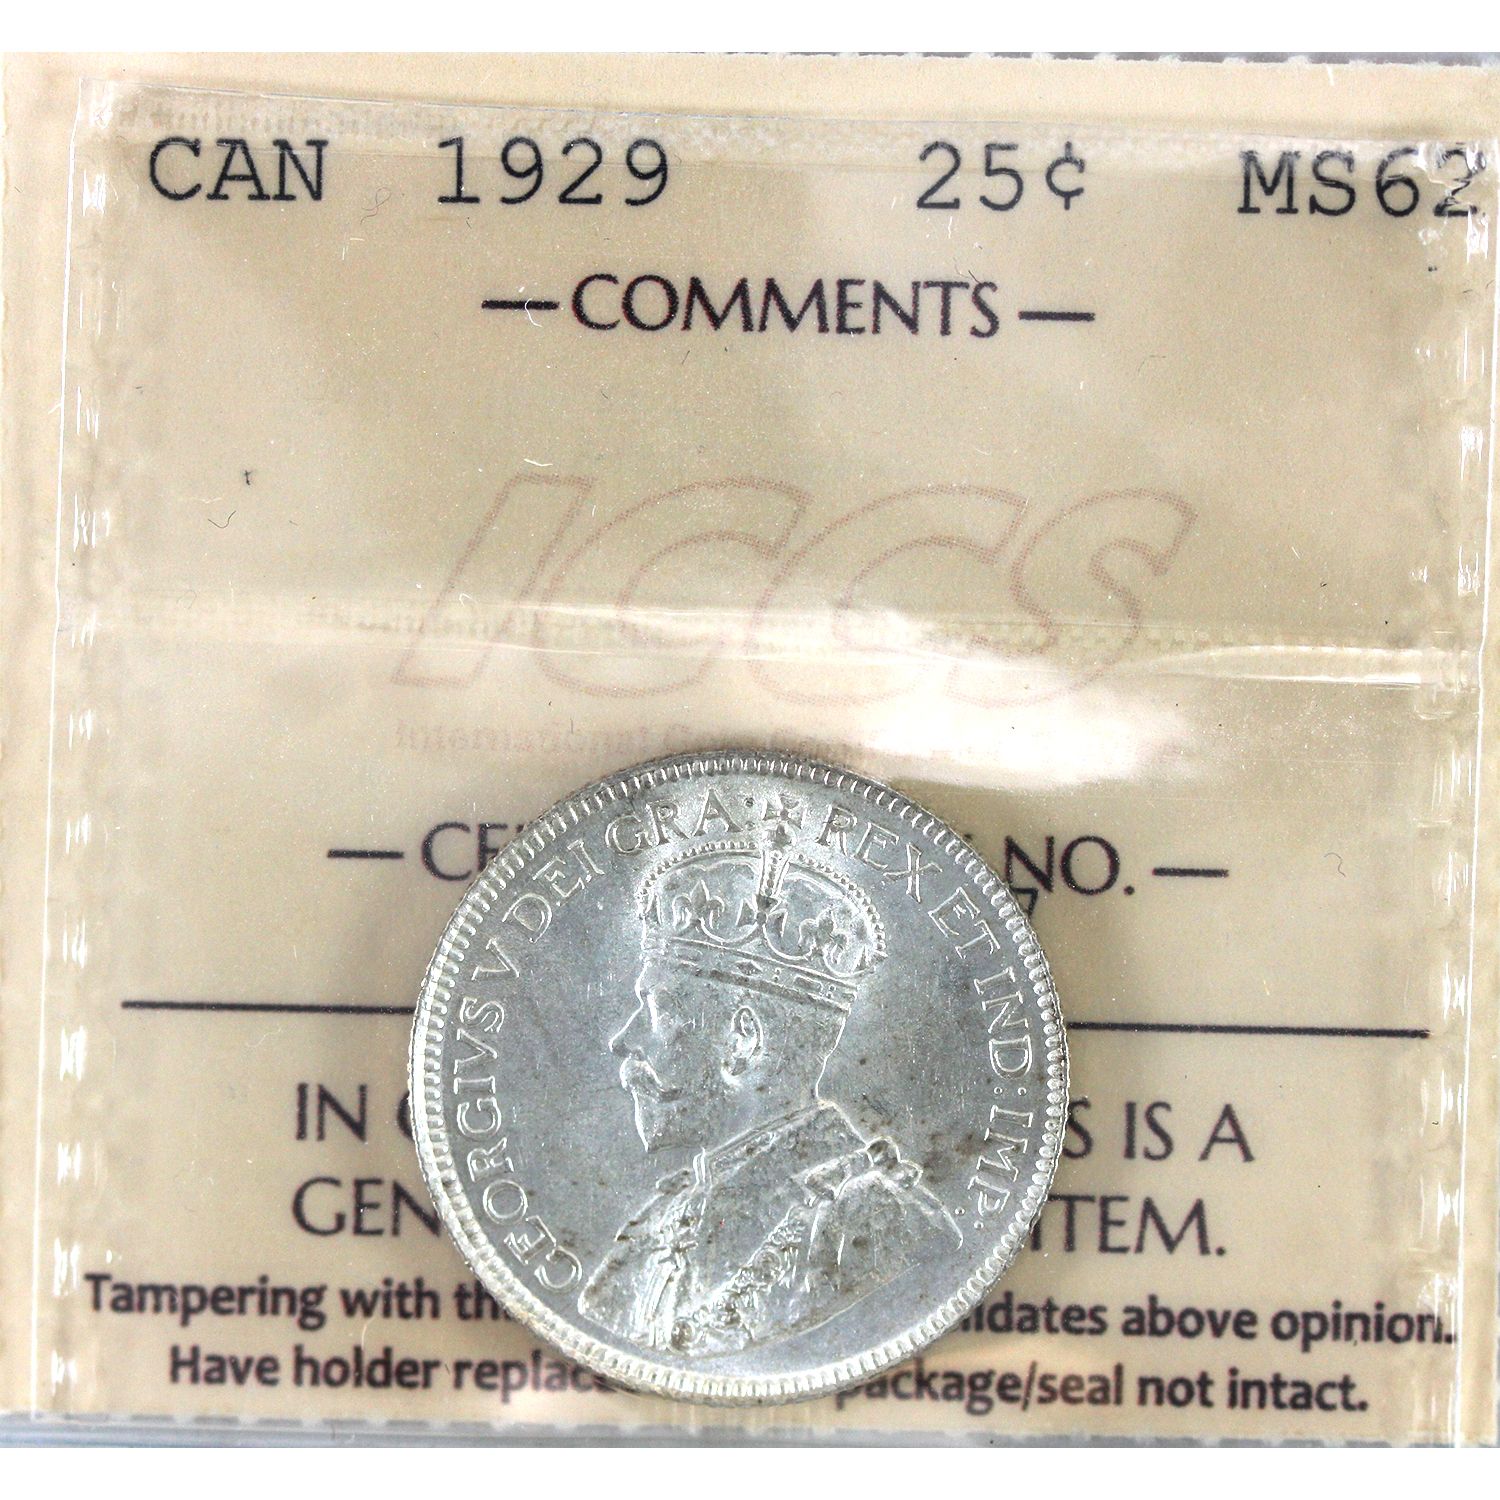 CAN 1929 25¢ MS62
—COMMENTS—
ICCS
International
— NO. —
GEORGIVS V DEI GRA: REX ET IND: IMP:
IN S IS A
GEN ITEM.
Tampering with th idates above opinion.
Have holder replac package/seal not intact.